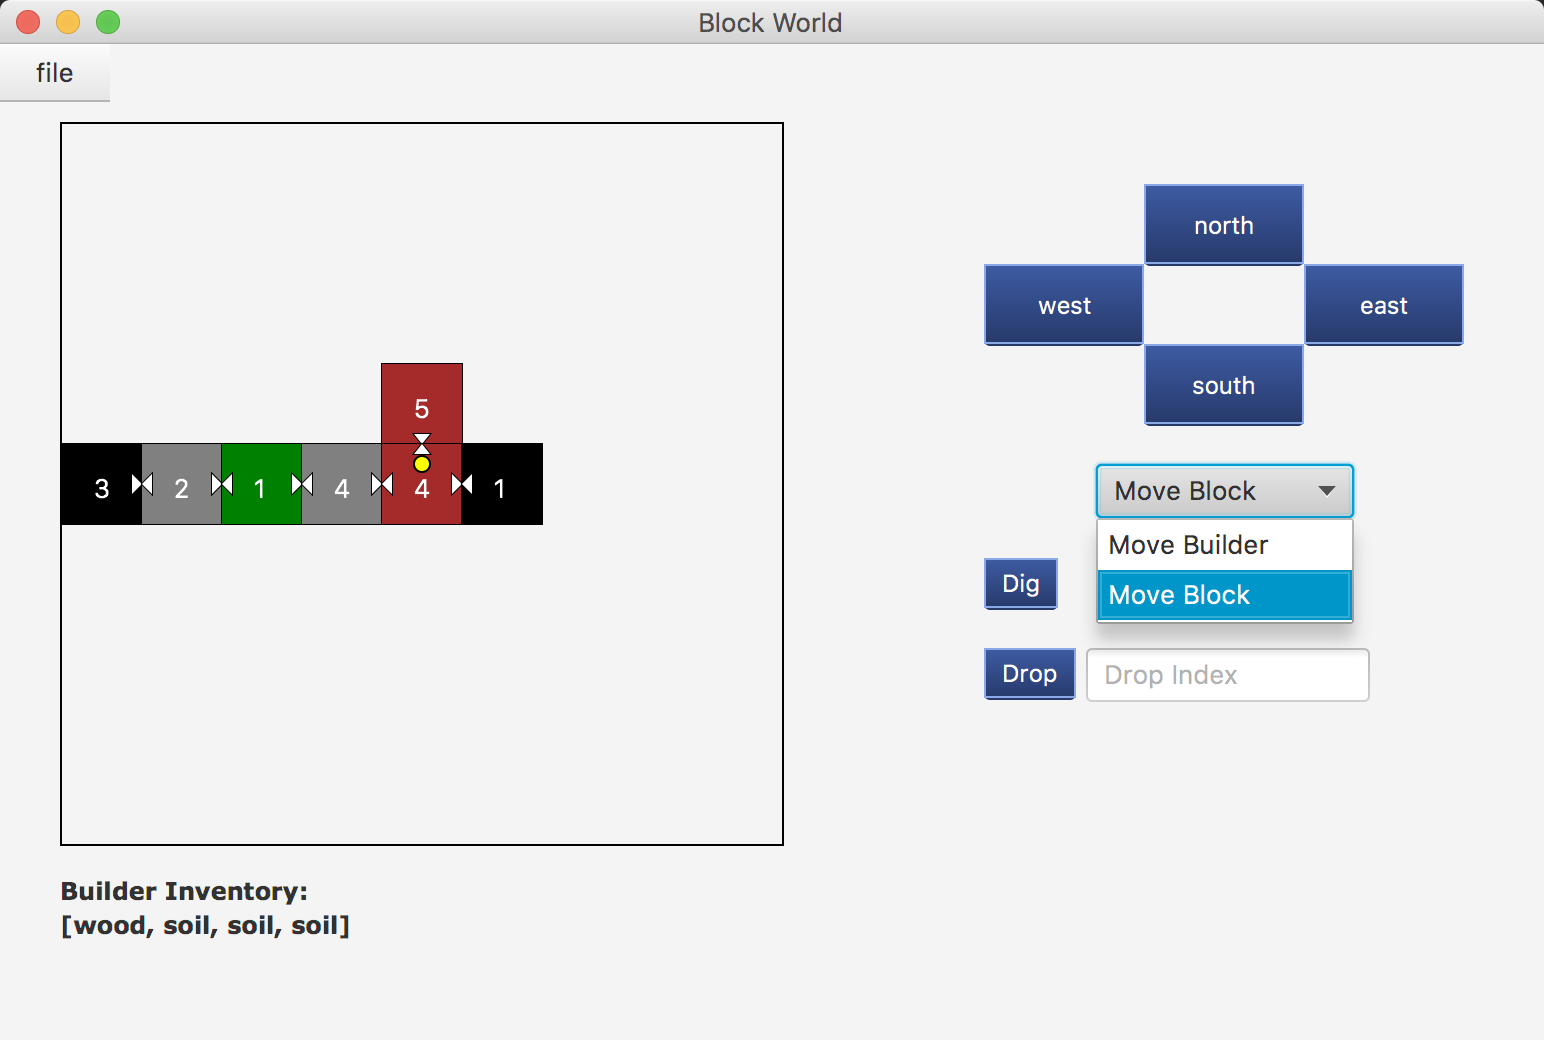 Block World
file
north
west
east
south
5
3 2 1 4 4 1
Move Block
Move Builder
Move Block
Dig
Drop
Drop Index
Builder Inventory:
[wood, soil, soil, soil]